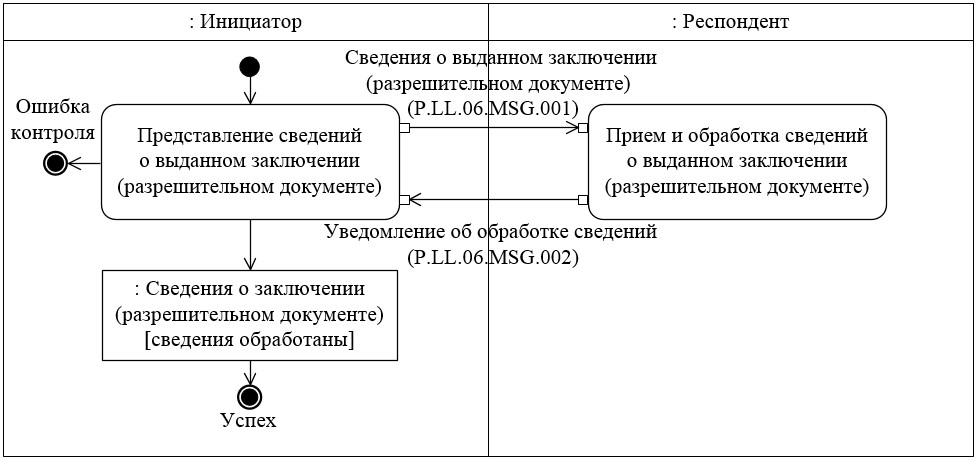 : Инициатор
: Респондент
Сведения о выданном заключении
(разрешительном документе)
(P.LL.06.MSG.001)
Ошибка
контроля
Представление сведений
о выданном заключении
(разрешительном документе)
Прием и обработка сведений
о выданном заключении
(разрешительном документе)
Уведомление об обработке сведений
(P.LL.06.MSG.002)
: Сведения о заключении
(разрешительном документе)
[сведения обработаны]
Успех